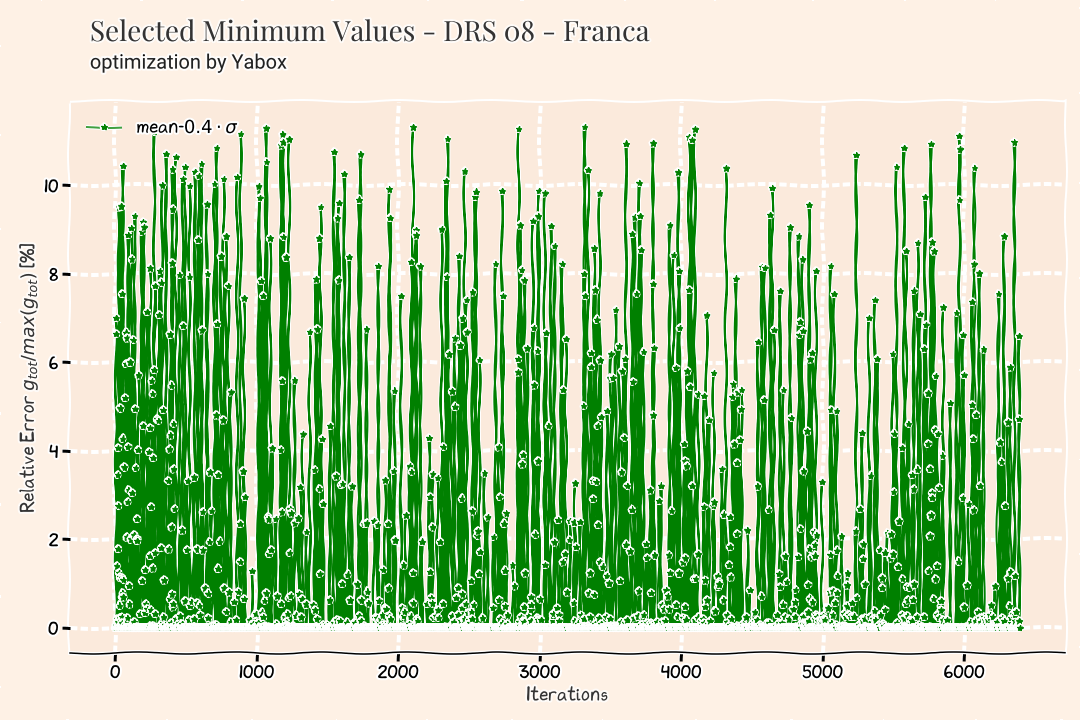 Selected Minimum Values - DRS 08 - Franca
optimization by Yabox
mean-0.4 · σ
Relative Error g_tot/max(g_tot) [%]
10
8
6
4
2
0
0 1000 2000 3000 4000 5000 6000
Iterations